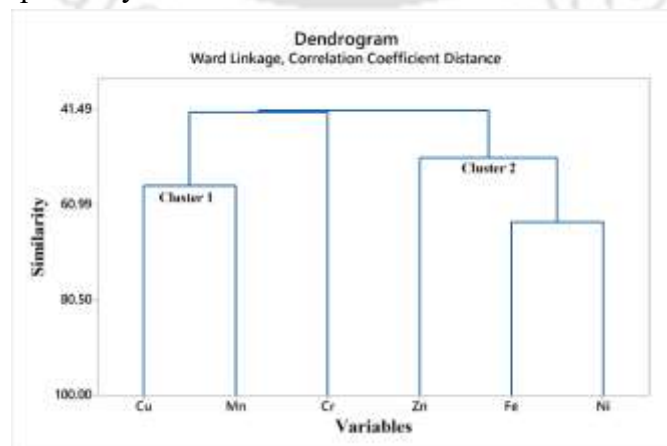 Dendrogram
Ward Linkage, Correlation Coefficient Distance
41.49
60.99
80.50
100.00
Similarity
Cluster 1
Cluster 2
Cu Mn Cr Zn Fe Ni
Variables